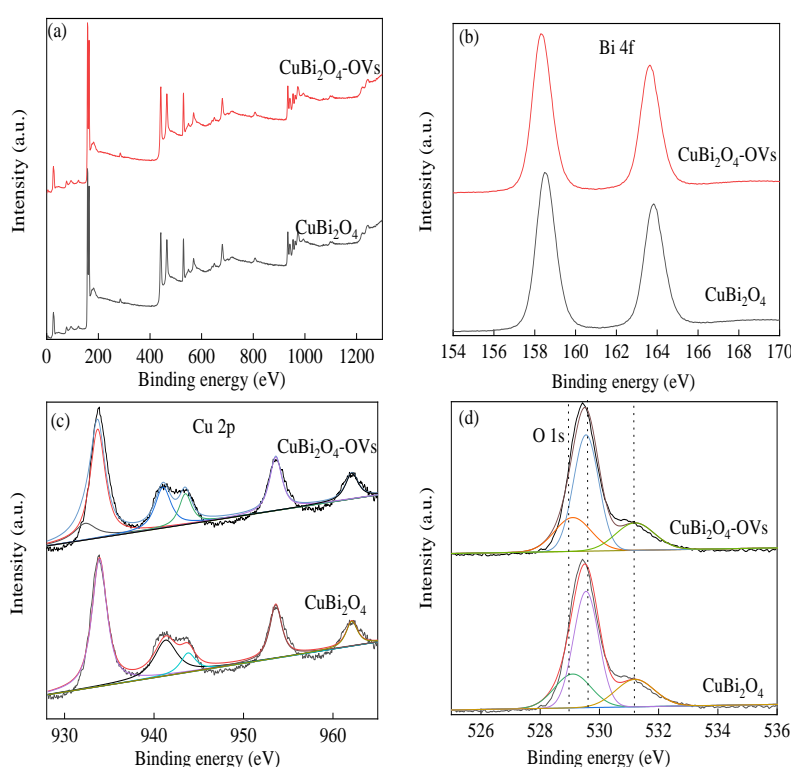 (a)
CuBi₂O₄-OVs
CuBi₂O₄
Intensity (a.u.)
0 200 400 600 800 1000 1200
Binding energy (eV)
(b)
Bi 4f
CuBi₂O₄-OVs
CuBi₂O₄
Intensity (a.u.)
154 156 158 160 162 164 166 168 170
Binding energy (eV)
(c)
Cu 2p
CuBi₂O₄-OVs
CuBi₂O₄
Intensity (a.u.)
930 940 950 960
Binding energy (eV)
(d)
O 1s
CuBi₂O₄-OVs
CuBi₂O₄
Intensity (a.u.)
526 528 530 532 534 536
Binding energy (eV)